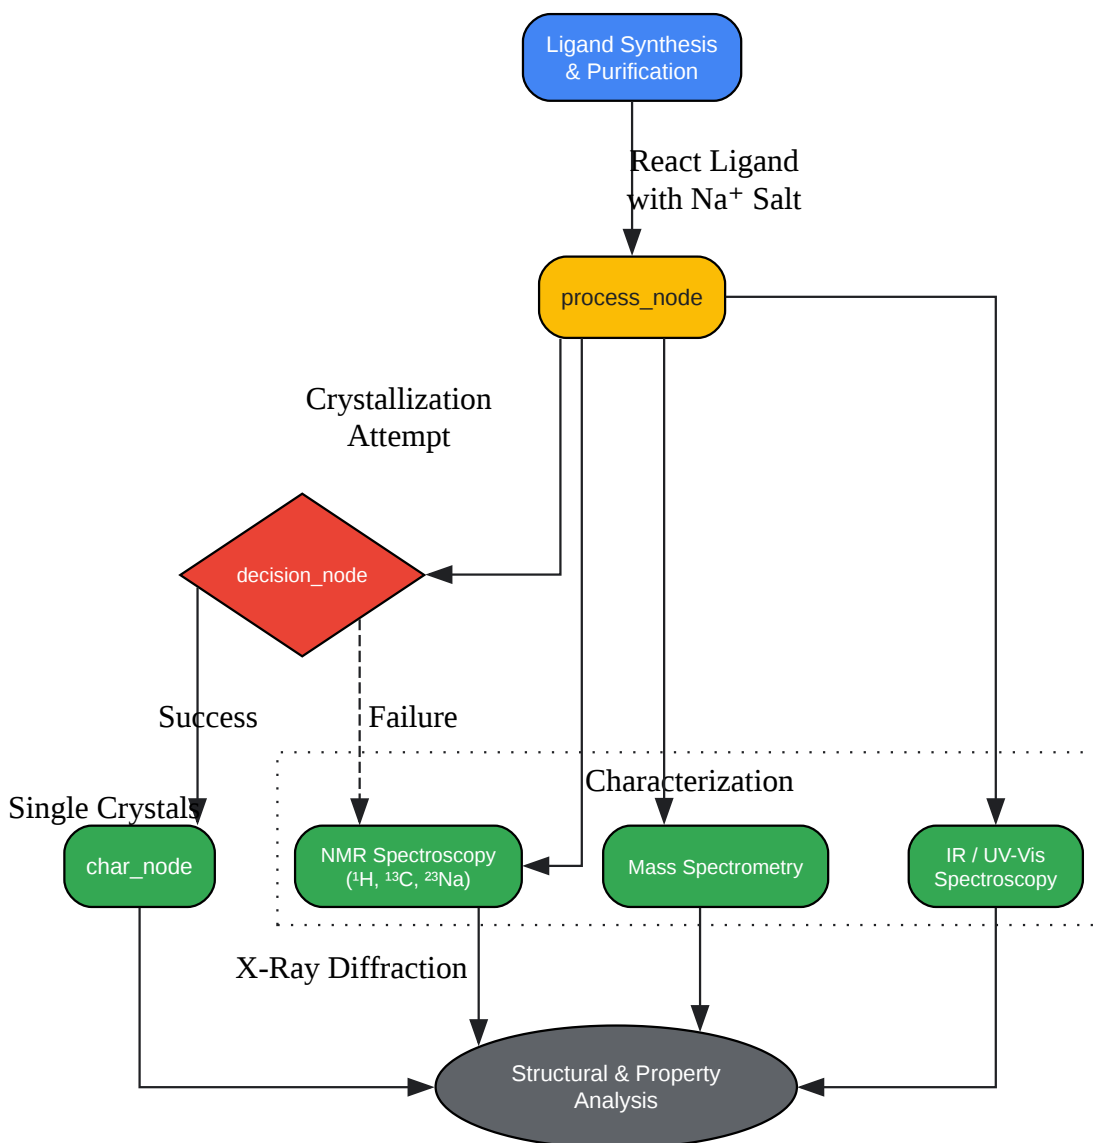 Ligand Synthesis
& Purification
React Ligand
with Na⁺ Salt
process_node
Crystallization
Attempt
decision_node
Success
Failure
Characterization
Single Crystals
char_node
NMR Spectroscopy
(¹H, ¹³C, ²³Na)
Mass Spectrometry
IR / UV-Vis
Spectroscopy
X-Ray Diffraction
Structural & Property
Analysis